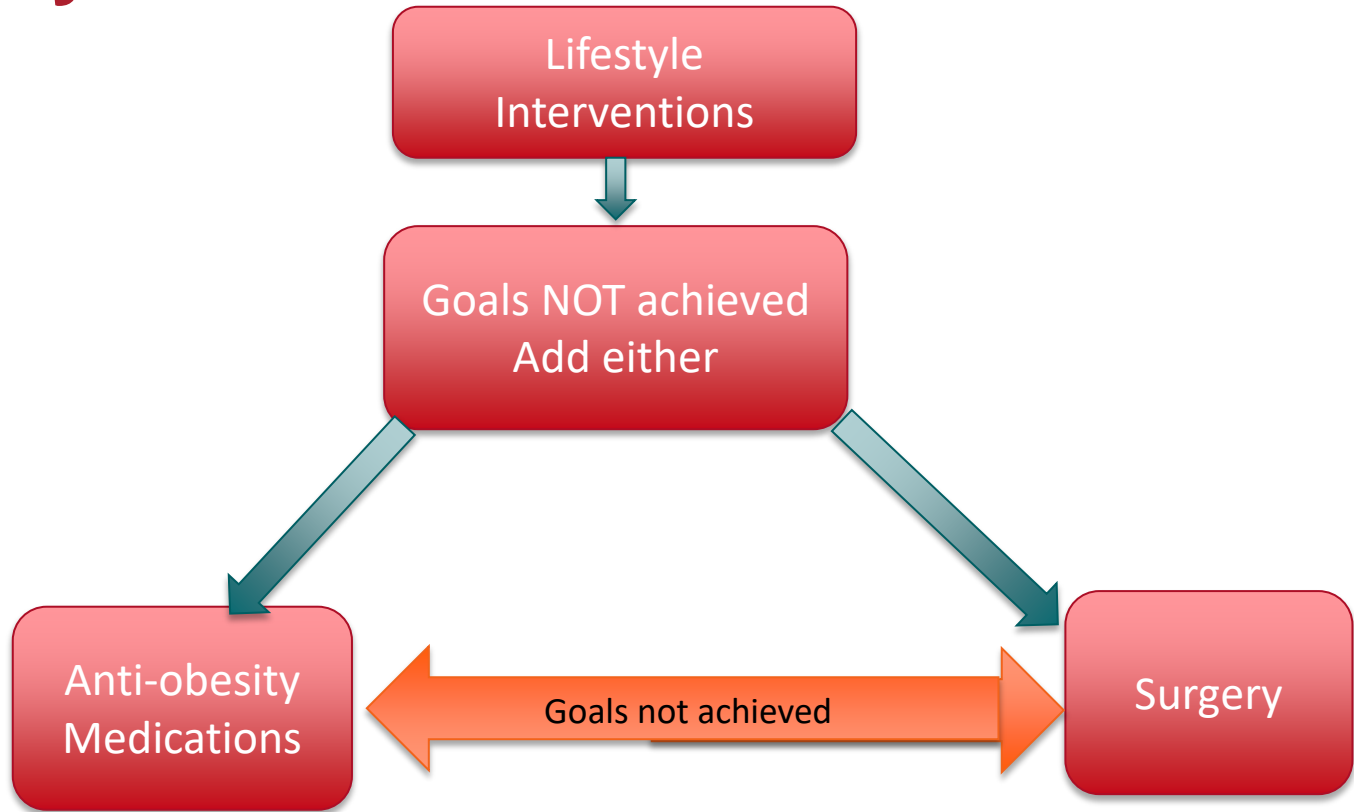 Lifestyle
Interventions
Goals NOT achieved
Add either
Anti-obesity
Medications
Goals not achieved
Surgery